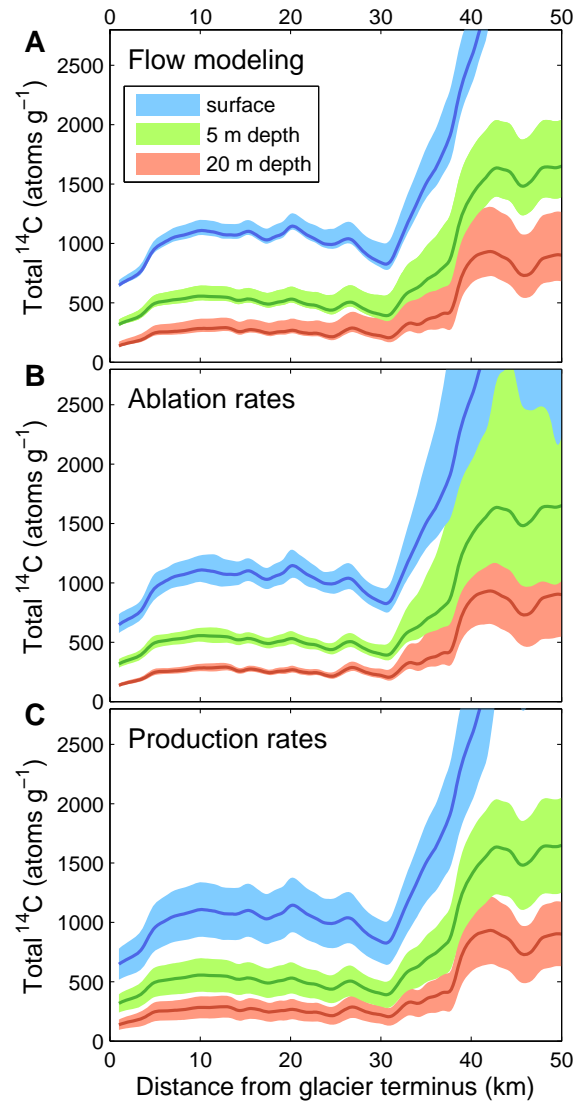 0 10 20 30 40 50
A
Flow modeling
surface
5 m depth
20 m depth
2500
2000
1500
1000
500
0
Total ¹⁴C (atoms g⁻¹)
B
Ablation rates
2500
2000
1500
1000
500
0
Total ¹⁴C (atoms g⁻¹)
C
Production rates
2500
2000
1500
1000
500
0
Total ¹⁴C (atoms g⁻¹)
0 10 20 30 40 50
Distance from glacier terminus (km)